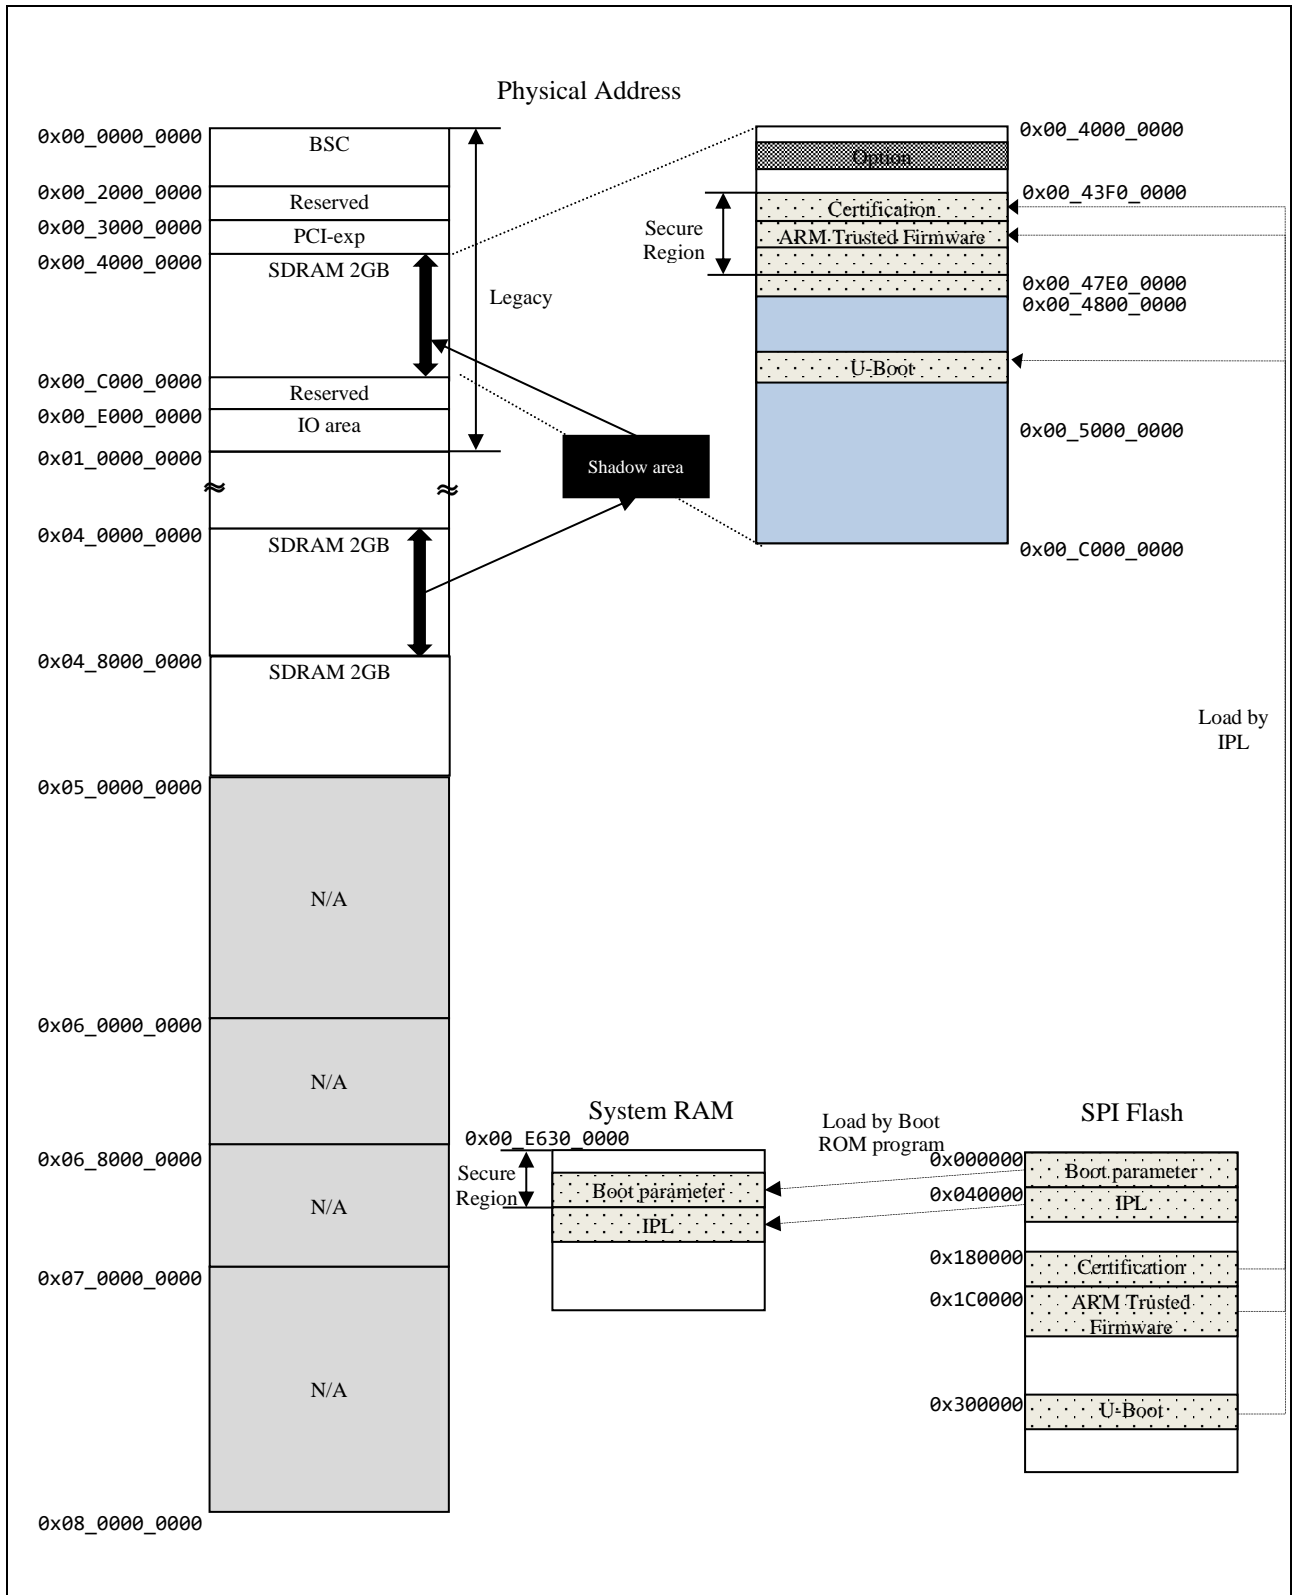 Physical Address
0x00_0000_0000
BSC
0x00_2000_0000
Reserved
0x00_3000_0000
PCI-exp
0x00_4000_0000
SDRAM 2GB
Legacy
0x00_C000_0000
Reserved
0x00_E000_0000
IO area
0x01_0000_0000
0x04_0000_0000
SDRAM 2GB
0x04_8000_0000
SDRAM 2GB
0x05_0000_0000
N/A
0x06_0000_0000
N/A
0x06_8000_0000
N/A
0x07_0000_0000
N/A
0x08_0000_0000
Shadow area
0x00_4000_0000
Option
0x00_43F0_0000
Certification
Secure
Region
ARM Trusted Firmware
0x00_47E0_0000
0x00_4800_0000
U-Boot
0x00_5000_0000
0x00_C000_0000
Load by
IPL
System RAM
0x00_E630_0000
Secure
Region
Boot parameter
IPL
Load by Boot
ROM program
SPI Flash
0x000000
Boot parameter
0x040000
IPL
0x180000
Certification
0x1C0000
ARM Trusted
Firmware
0x300000
U-Boot